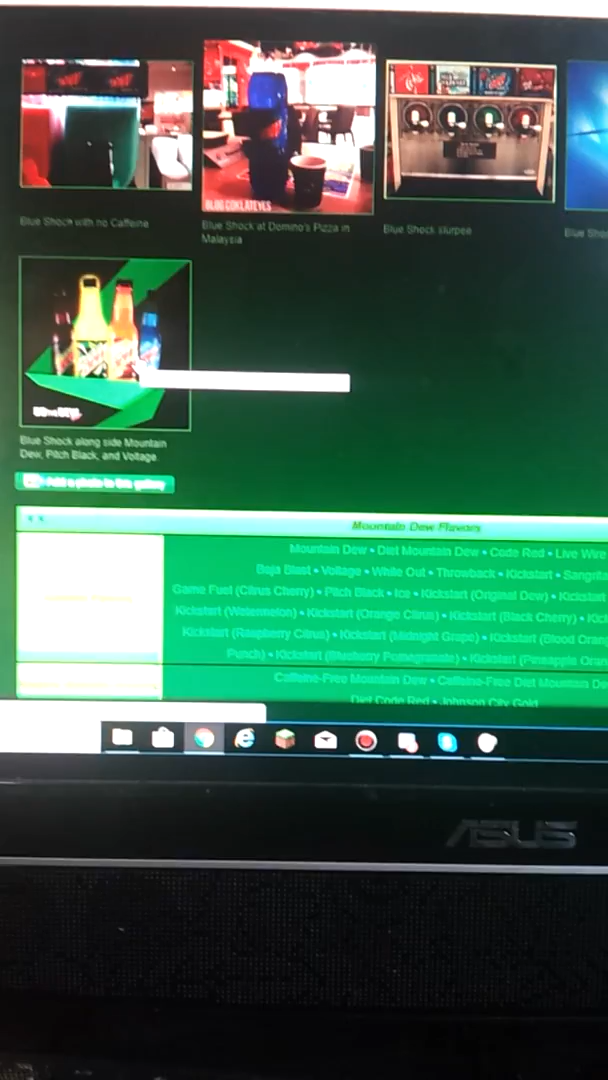 Blue Shock with no Caffeine
Blue Shock at Domino's Pizza in
Malaysia
Blue Shock slurpee
Blue Shoc
BLOG COKLATEYES
Blue Shock along side Mountain
Dew, Pitch Black, and Voltage
Add a photo to this gallery
Mountain Dew Flavors
Mountain Dew • Diet Mountain Dew • Code Red • Live Wire
Baja Blast • Voltage • White Out • Throwback • Kickstart • Sangrita
Game Fuel (Citrus Cherry) • Pitch Black • Ice • Kickstart (Original Dew) • Kickstart
Kickstart (Watermelon) • Kickstart (Orange Citrus) • Kickstart (Black Cherry) • Kick
Kickstart (Raspberry Citrus) • Kickstart (Midnight Grape) • Kickstart (Blood Oran
Punch) • Kickstart (Blueberry Pomegranate) • Kickstart (Pineapple Oran
Caffeine-Free Mountain Dew • Caffeine-Free Diet Mountain De
Diet Code Red • Johnson City Gold
ASUS